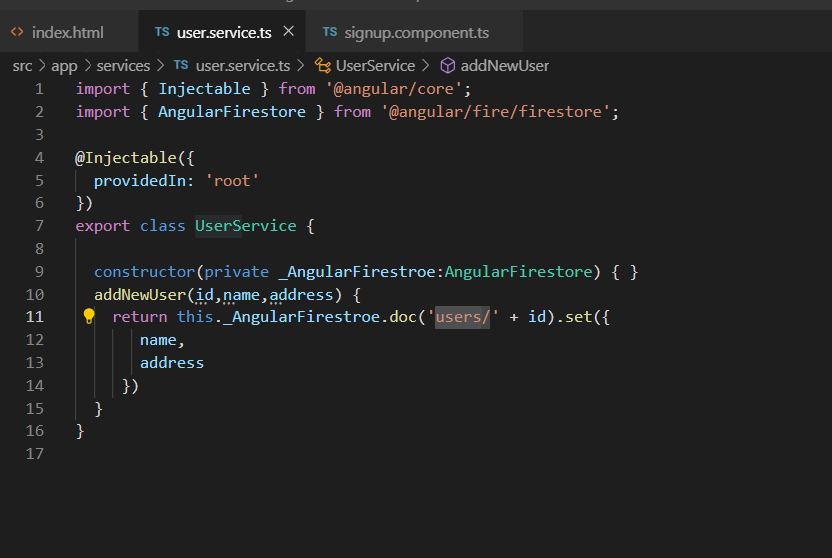 index.html TS user.service.ts TS signup.component.ts
src app services TS user.service.ts UserService addNewUser
1 import { Injectable } from '@angular/core';
2 import { AngularFirestore } from '@angular/fire/firestore';
3
4 @Injectable({
5 providedIn: 'root'
6 })
7 export class UserService {
8
9 constructor(private _AngularFirestroe:AngularFirestore) { }
10 addNewUser(id,name,address) {
11 return this._AngularFirestroe.doc('users/' + id).set({
12 name,
13 address
14 })
15 }
16 }
17